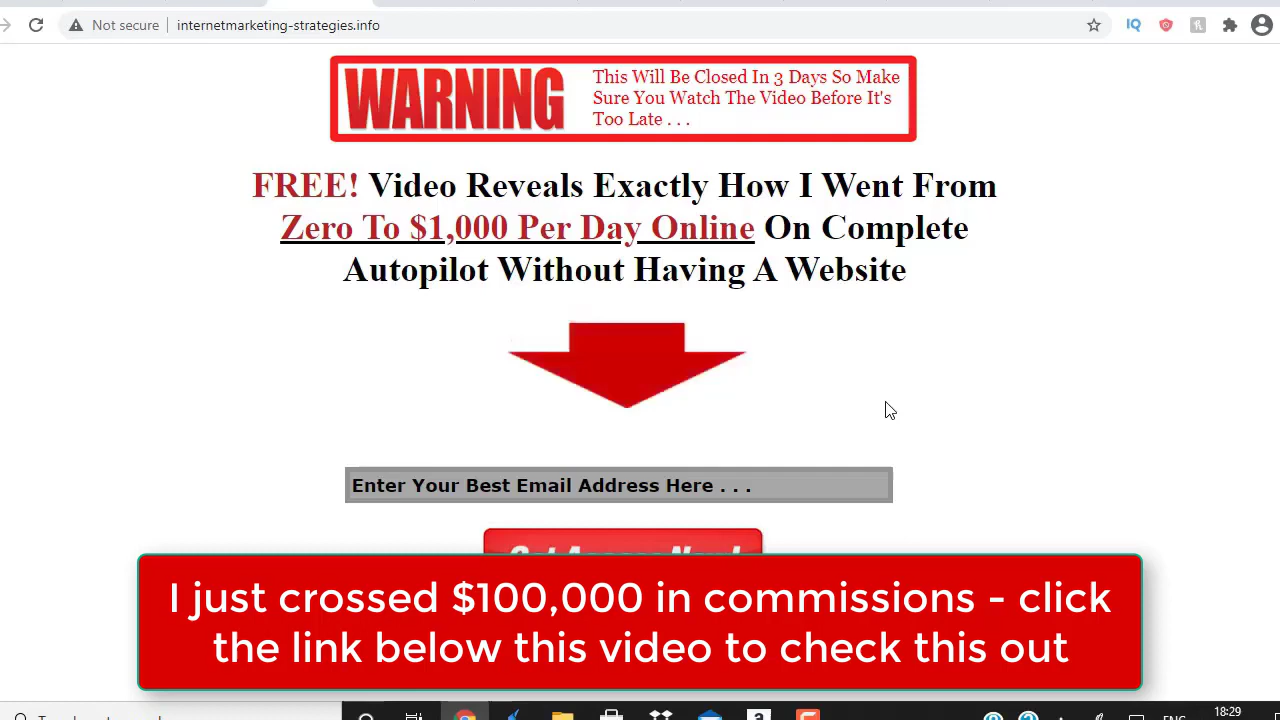 Not secure internetmarketing-strategies.info
IQ
WARNING
This Will Be Closed In 3 Days So Make
Sure You Watch The Video Before It's
Too Late . . .
FREE! Video Reveals Exactly How I Went From
Zero To $1,000 Per Day Online On Complete
Autopilot Without Having A Website
Enter Your Best Email Address Here . . .
I just crossed $100,000 in commissions - click
the link below this video to check this out
18:29